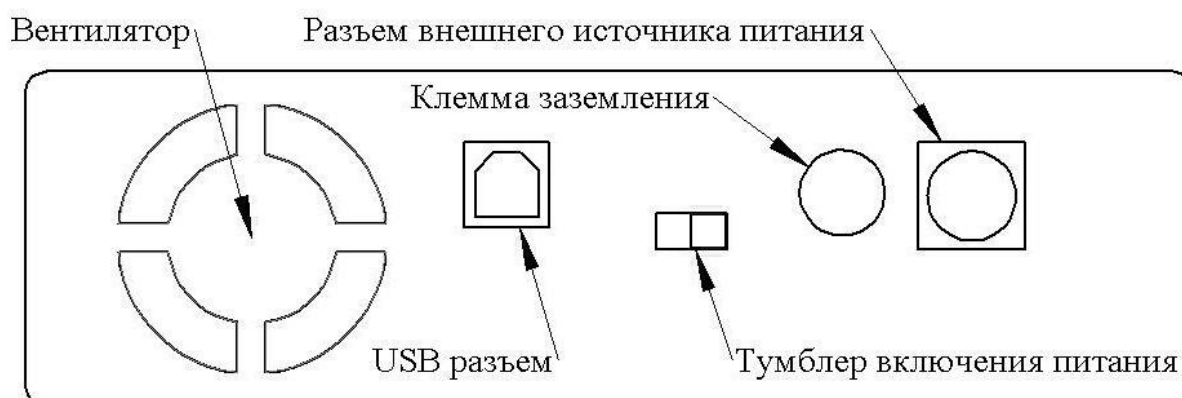 Вентилятор
Разъем внешнего источника питания
Клемма заземления
USB разъем
Тумблер включения питания